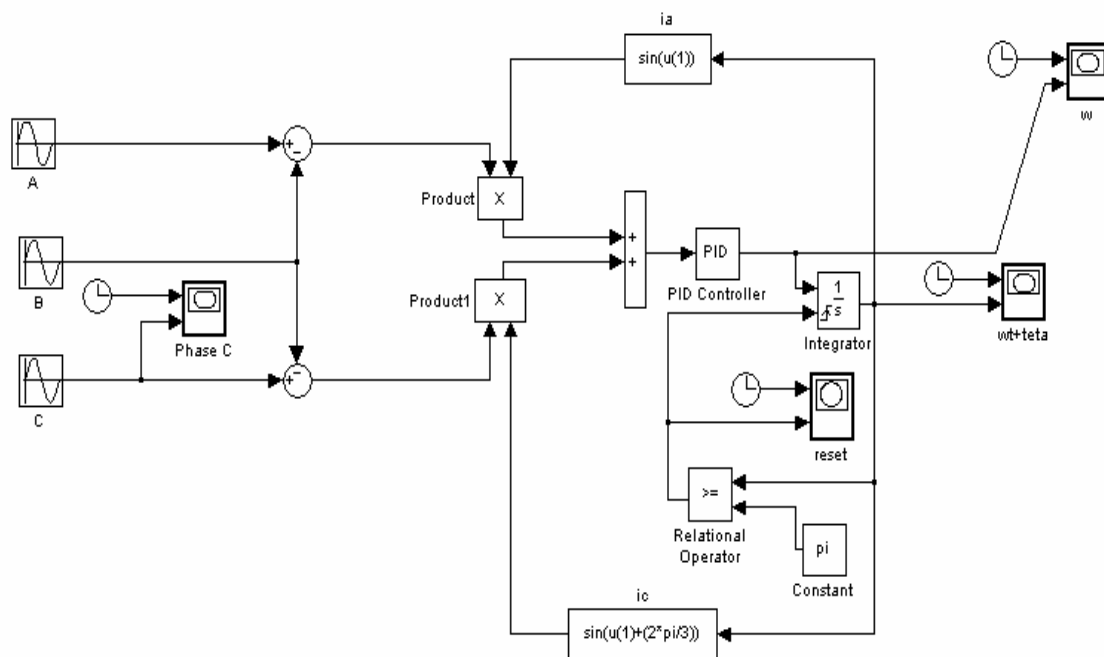 ia
sin(u(1))
w
A
Product
X
+
+
PID
PID Controller
B
Product1
X
1
s
Integrator
wt+teta
Phase C
C
reset
>=
Relational
Operator
pi
Constant
ic
sin(u(1)+(2*pi/3))